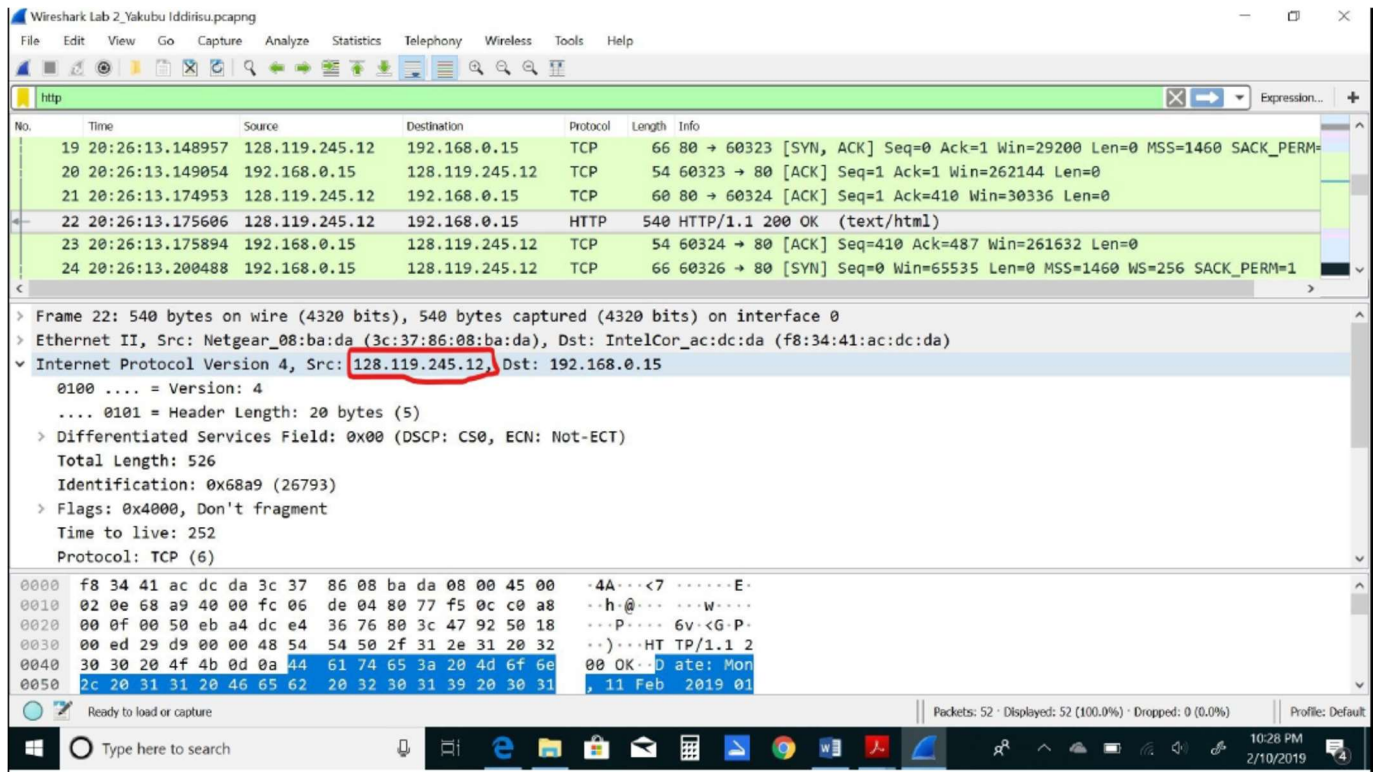 Wireshark Lab 2_Yakubu Iddirisu.pcapng
File Edit View Go Capture Analyze Statistics Telephony Wireless Tools Help
http Expression... +
No. Time Source Destination Protocol Length Info
19 20:26:13.148957 128.119.245.12 192.168.0.15 TCP 66 80 → 60323 [SYN, ACK] Seq=0 Ack=1 Win=29200 Len=0 MSS=1460 SACK_PERM=
20 20:26:13.149054 192.168.0.15 128.119.245.12 TCP 54 60323 → 80 [ACK] Seq=1 Ack=1 Win=262144 Len=0
21 20:26:13.174953 128.119.245.12 192.168.0.15 TCP 60 80 → 60324 [ACK] Seq=1 Ack=410 Win=30336 Len=0
22 20:26:13.175606 128.119.245.12 192.168.0.15 HTTP 540 HTTP/1.1 200 OK (text/html)
23 20:26:13.175894 192.168.0.15 128.119.245.12 TCP 54 60324 → 80 [ACK] Seq=410 Ack=487 Win=261632 Len=0
24 20:26:13.200488 192.168.0.15 128.119.245.12 TCP 66 60326 → 80 [SYN] Seq=0 Win=65535 Len=0 MSS=1460 WS=256 SACK_PERM=1
> Frame 22: 540 bytes on wire (4320 bits), 540 bytes captured (4320 bits) on interface 0
> Ethernet II, Src: Netgear_08:ba:da (3c:37:86:08:ba:da), Dst: IntelCor_ac:dc:da (f8:34:41:ac:dc:da)
Internet Protocol Version 4, Src: 128.119.245.12, Dst: 192.168.0.15
0100 .... = Version: 4
.... 0101 = Header Length: 20 bytes (5)
> Differentiated Services Field: 0x00 (DSCP: CS0, ECN: Not-ECT)
Total Length: 526
Identification: 0x68a9 (26793)
> Flags: 0x4000, Don't fragment
Time to live: 252
Protocol: TCP (6)
0000 f8 34 41 ac dc da 3c 37 86 08 ba da 08 00 45 00 ·4A···<7 ······E·
0010 02 0e 68 a9 40 00 fc 06 de 04 80 77 f5 0c c0 a8 ··h·@··· ···w····
0020 00 0f 00 50 eb a4 dc e4 36 76 80 3c 47 92 50 18 ···P···· 6v·<G·P·
0030 00 ed 29 d9 00 00 48 54 54 50 2f 31 2e 31 20 32 ··)···HT TP/1.1 2
0040 30 30 20 4f 4b 0d 0a 44 61 74 65 3a 20 4d 6f 6e 00 OK··D ate: Mon
0050 2c 20 31 31 20 46 65 62 20 32 30 31 39 20 30 31 , 11 Feb 2019 01
Ready to load or capture Packets: 52 · Displayed: 52 (100.0%) · Dropped: 0 (0.0%) Profile: Default
Type here to search 10:28 PM
2/10/2019